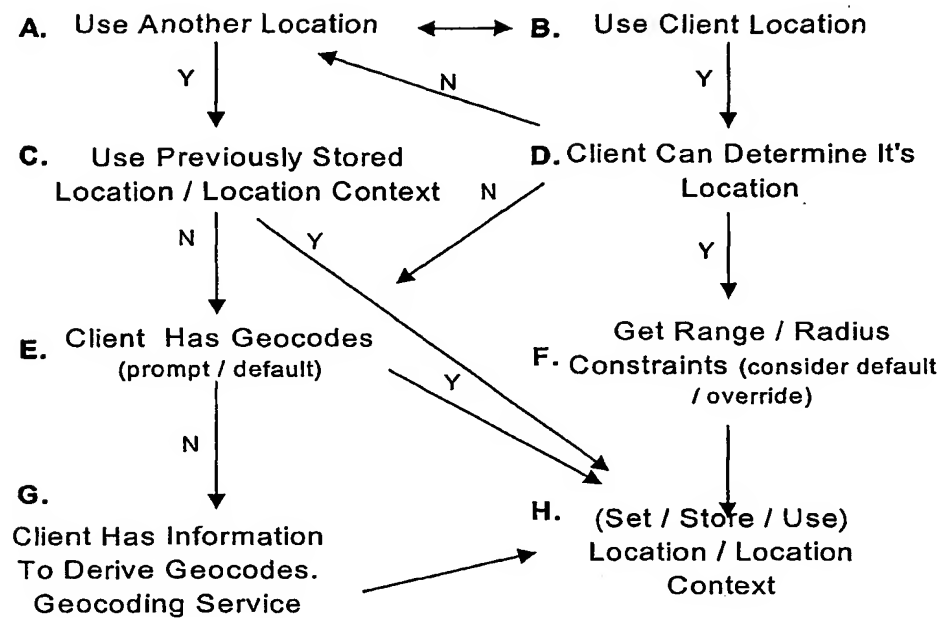 A. Use Another Location
B. Use Client Location
Y
N
Y
C. Use Previously Stored
Location / Location Context
D. Client Can Determine It's
Location
N
Y
N
Y
E. Client Has Geocodes
(prompt / default)
F. Get Range / Radius
Constraints (consider default
/ override)
Y
N
G.
Client Has Information
To Derive Geocodes.
Geocoding Service
H. (Set / Store / Use)
Location / Location
Context